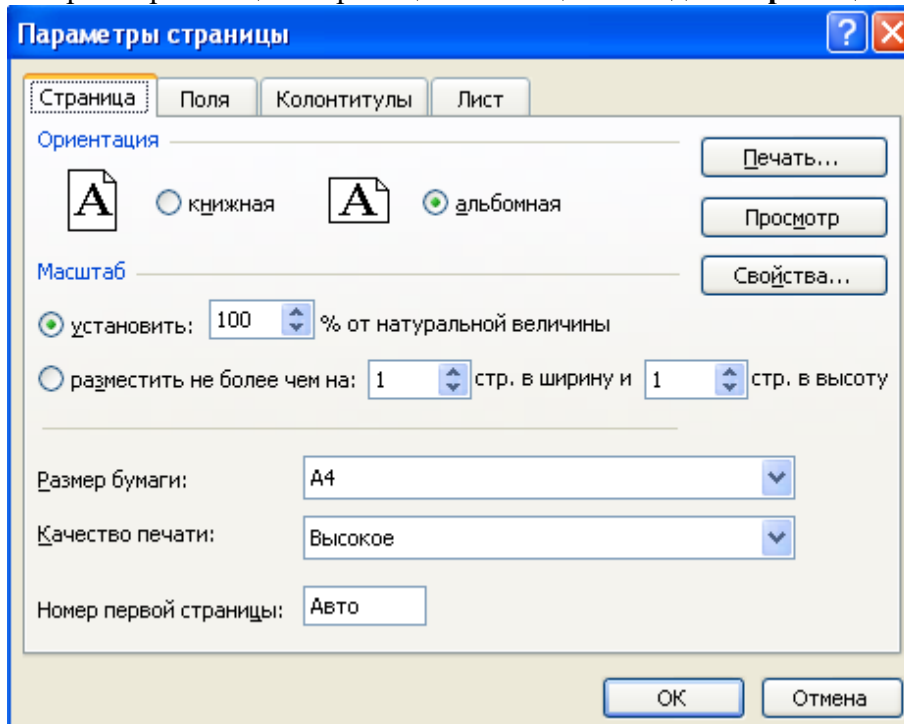 Параметры страницы
Страница Поля Колонтитулы Лист
Ориентация
A книжная A альбомная
Печать...
Просмотр
Масштаб
Свойства...
установить: 100 % от натуральной величины
разместить не более чем на: 1 стр. в ширину и 1 стр. в высоту
Размер бумаги: A4
Качество печати: Высокое
Номер первой страницы: Авто
ОК Отмена